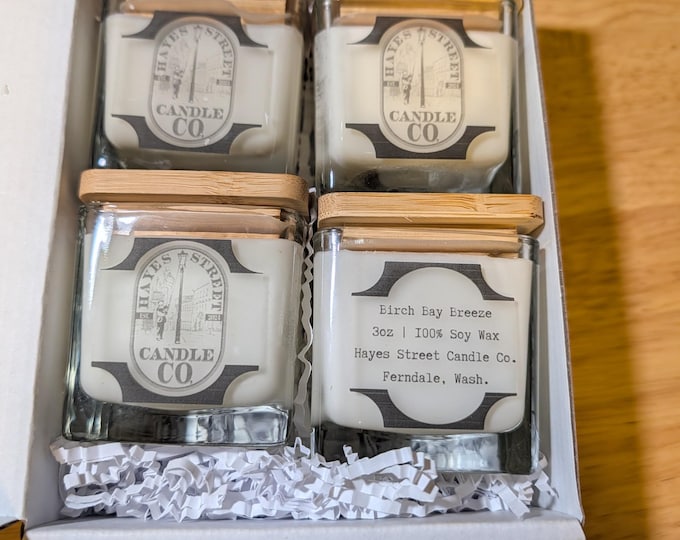 HAYES STREET
CANDLE
CO.
HAYES STREET
CANDLE
CO.
HAYES STREET
CANDLE
CO.
Birch Bay Breeze
3oz | 100% Soy Wax
Hayes Street Candle Co.
Ferndale, Wash.